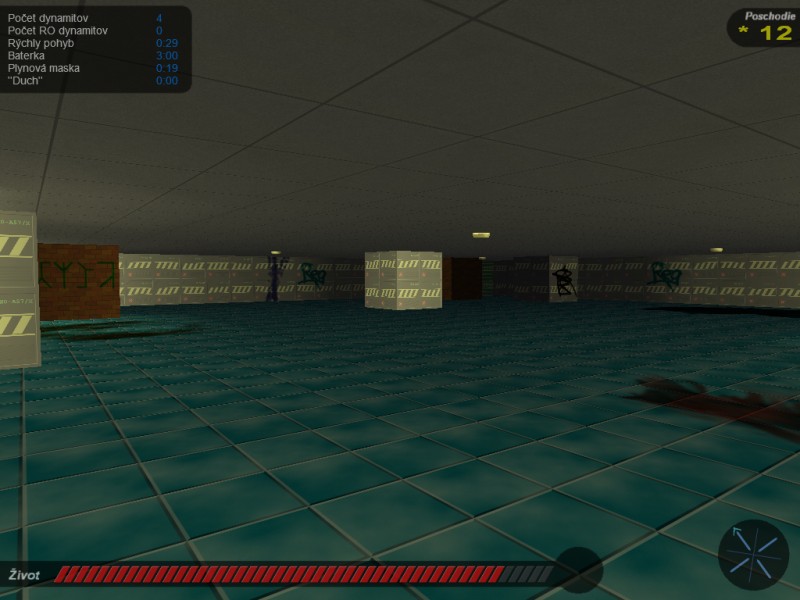 Počet dynamitov 4
Počet RO dynamitov 0
Rýchly pohyb 0:29
Baterka 3:00
Plynová maska 0:19
"Duch" 0:00
Poschodie
* 12
Život